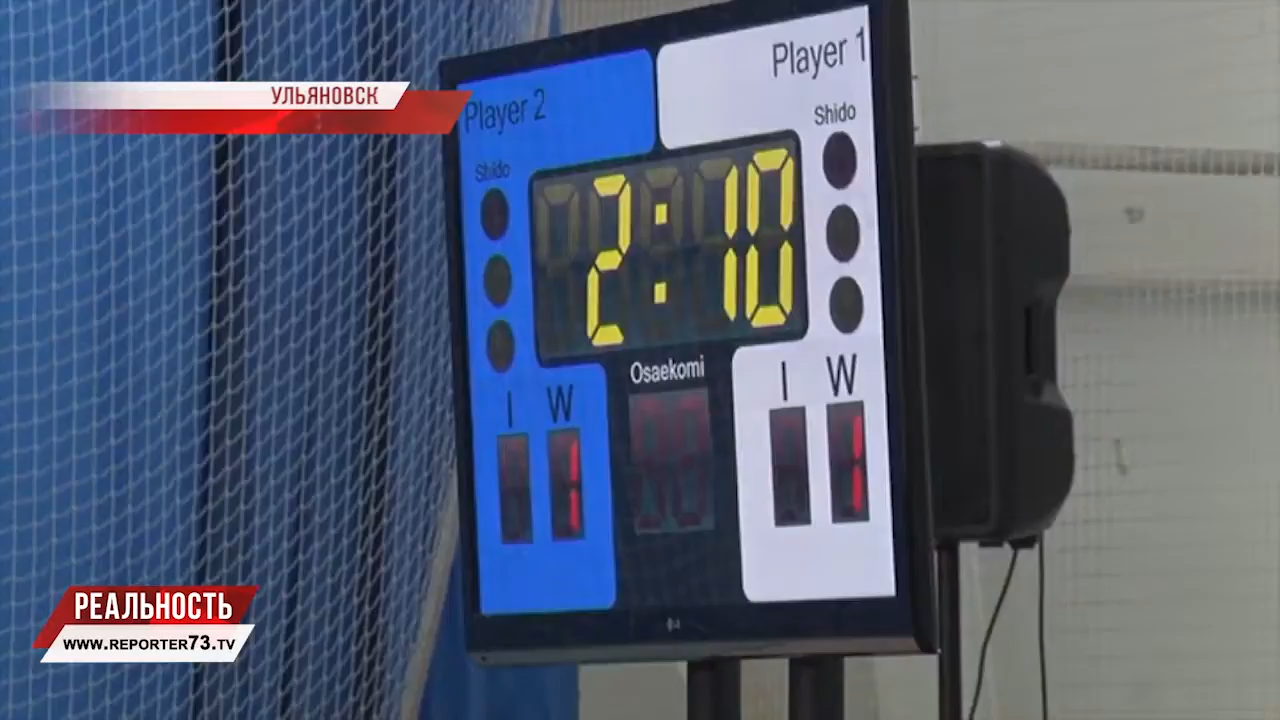 УЛЬЯНОВСК
Player 2
Player 1
Shido
Shido
2:10
Osaekomi
I W
I W
1
1
РЕАЛЬНОСТЬ
WWW.REPORTER73.TV